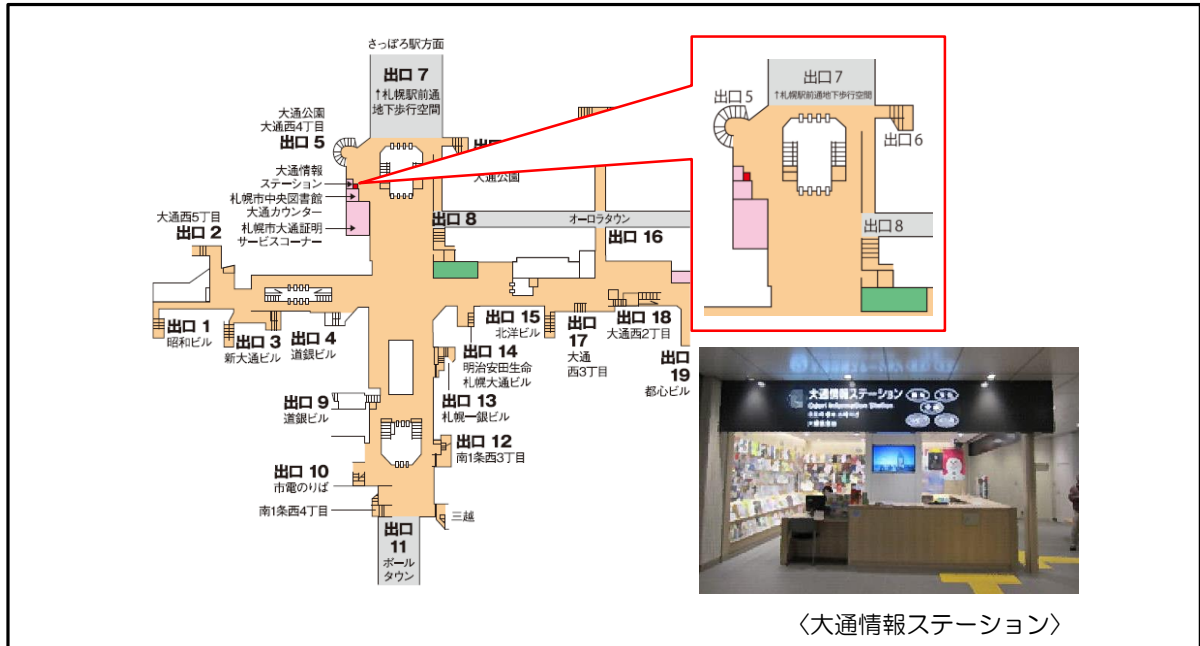 さっぽろ駅方面
出口 7
↑札幌駅前通
地下歩行空間
大通公園
大通西4丁目
出口 5
大通情報
ステーション
札幌市中央図書館
大通カウンター
札幌市大通証明
サービスコーナー
大通公園
大通西5丁目
出口 2
出口 8
オーロラタウン
出口 16
出口 1
昭和ビル
出口 3
新大通ビル
出口 4
道銀ビル
出口 15
北洋ビル
出口
17
大通
西3丁目
出口 18
大通西2丁目
出口
19
都心ビル
出口 14
明治安田生命
札幌大通ビル
出口 13
札幌一銀ビル
出口 9
道銀ビル
出口 12
南1条西3丁目
出口 10
市電のりば
南1条西4丁目
三越
出口
11
ポール
タウン
出口7
↑札幌駅前通地下歩行空間
出口5
出口6
出口8
大通情報ステーション
Odori Information Station
〈大通情報ステーション〉